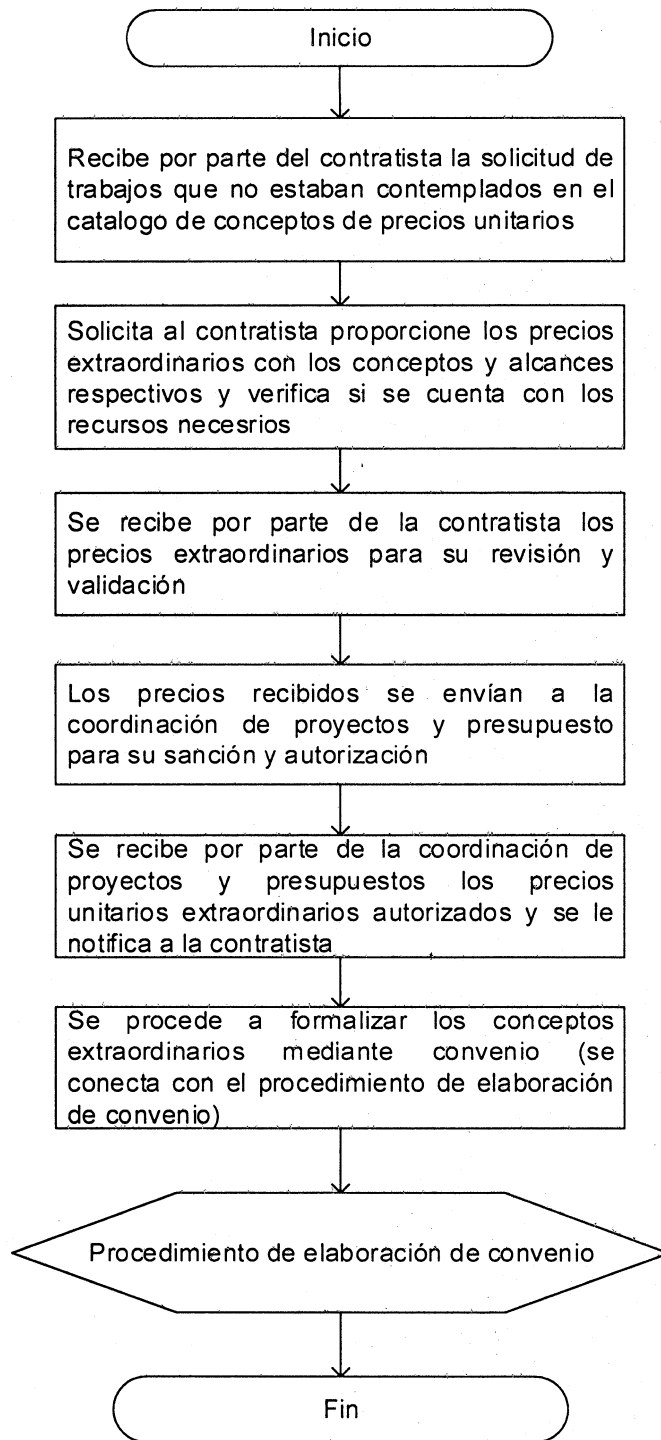 Inicio
Recibe por parte del contratista la solicitud de
trabajos que no estaban contemplados en el
catalogo de conceptos de precios unitarios
Solicita al contratista proporcione los precios
extraordinarios con los conceptos y alcances
respectivos y verifica si se cuenta con los
recursos necesrios
Se recibe por parte de la contratista los
precios extraordinarios para su revisión y
validación
Los precios recibidos se envían a la
coordinación de proyectos y presupuesto
para su sanción y autorización
Se recibe por parte de la coordinación de
proyectos y presupuestos los precios
unitarios extraordinarios autorizados y se le
notifica a la contratista
Se procede a formalizar los conceptos
extraordinarios mediante convenio (se
conecta con el procedimiento de elaboración
de convenio)
Procedimiento de elaboración de convenio
Fin